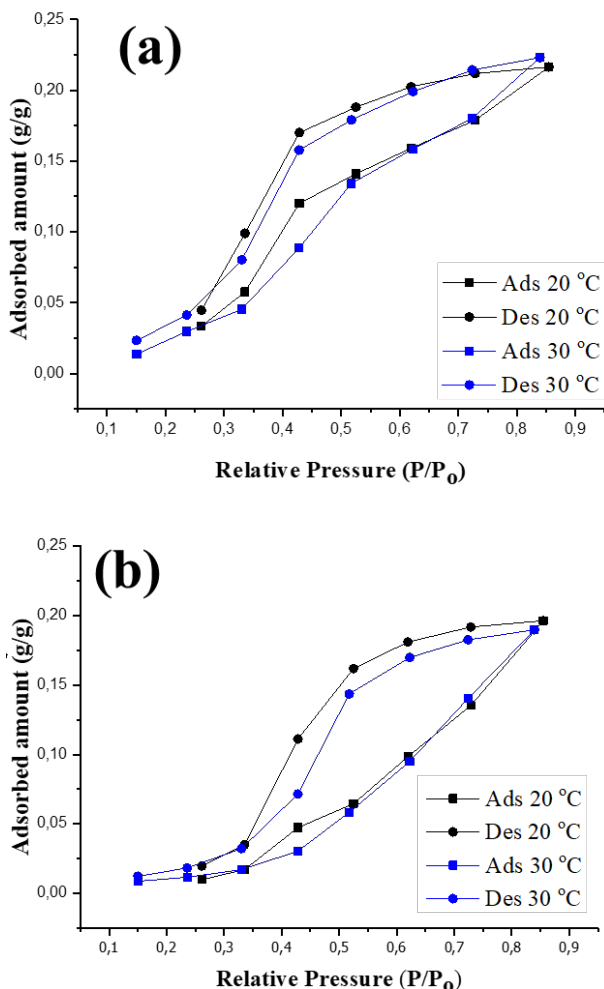 (a)
0,25
0,20
0,15
0,10
0,05
0,00
Adsorbed amount (g/g)
Ads 20 °C
Des 20 °C
Ads 30 °C
Des 30 °C
0,1 0,2 0,3 0,4 0,5 0,6 0,7 0,8 0,9
Relative Pressure (P/Po)
(b)
0,25
0,20
0,15
0,10
0,05
0,00
Adsorbed amount (g/g)
Ads 20 °C
Des 20 °C
Ads 30 °C
Des 30 °C
0,1 0,2 0,3 0,4 0,5 0,6 0,7 0,8 0,9
Relative Pressure (P/Po)